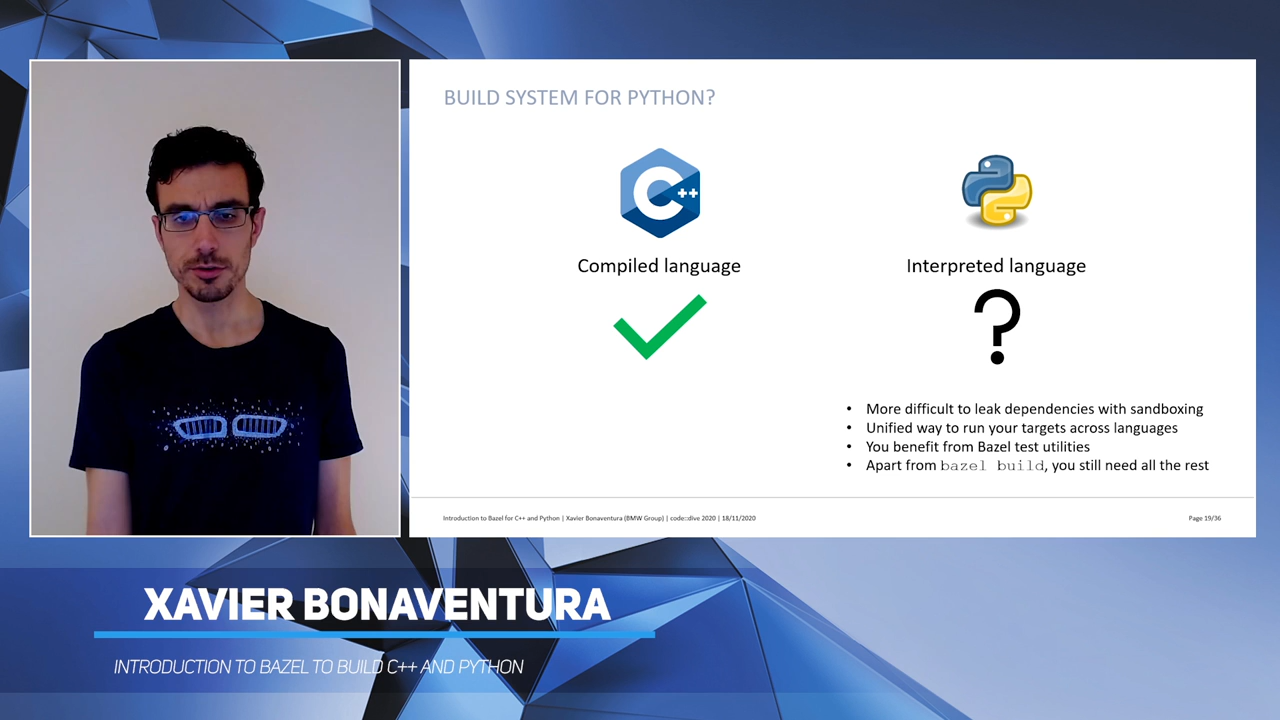 BUILD SYSTEM FOR PYTHON?
C++
Compiled language
Interpreted language
?
• More difficult to leak dependencies with sandboxing
• Unified way to run your targets across languages
• You benefit from Bazel test utilities
• Apart from bazel build, you still need all the rest
Introduction to Bazel for C++ and Python | Xavier Bonaventura (BMW Group) | code::dive 2020 | 18/11/2020
Page 19/36
XAVIER BONAVENTURA
INTRODUCTION TO BAZEL TO BUILD C++ AND PYTHON